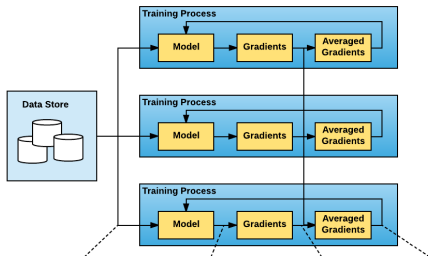 Training Process
Model
Gradients
Averaged
Gradients
Data Store
Training Process
Model
Gradients
Averaged
Gradients
Training Process
Model
Gradients
Averaged
Gradients